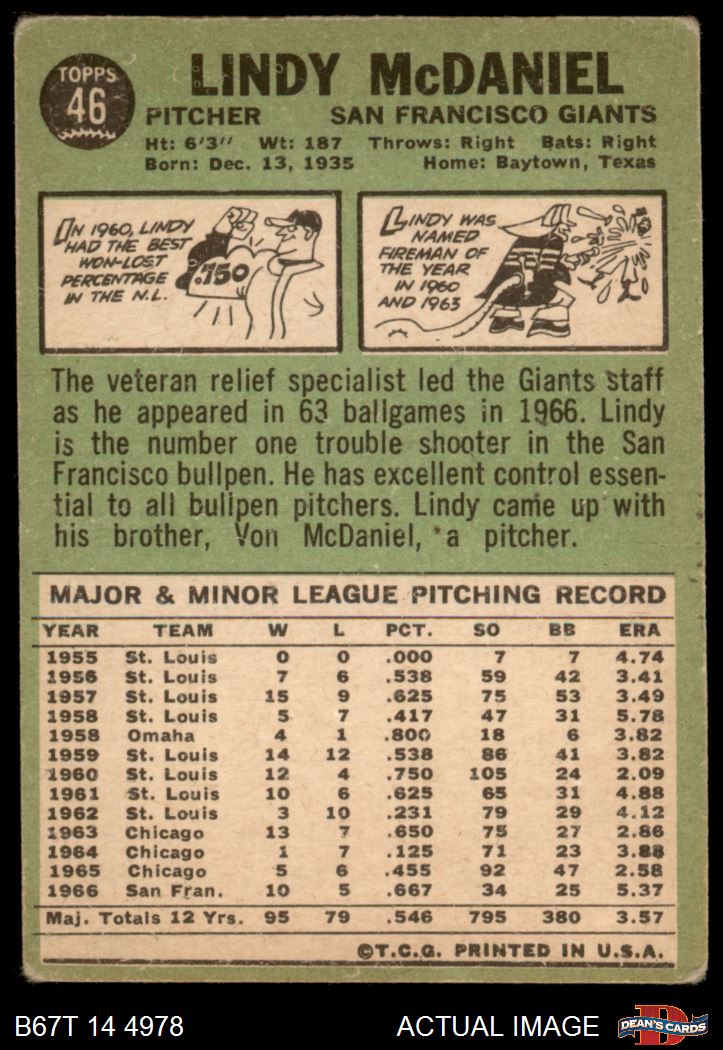 TOPPS
46
LINDY McDANIEL
PITCHER SAN FRANCISCO GIANTS
Ht: 6'3" Wt: 187 Throws: Right Bats: Right
Born: Dec. 13, 1935 Home: Baytown, Texas
IN 1960, LINDY
HAD THE BEST
WON-LOST
PERCENTAGE
IN THE N.L.
.750
LINDY WAS
NAMED
FIREMAN OF
THE YEAR
IN 1960
AND 1963
The veteran relief specialist led the Giants staff
as he appeared in 63 ballgames in 1966. Lindy
is the number one trouble shooter in the San
Francisco bullpen. He has excellent control essen-
tial to all bullpen pitchers. Lindy came up with
his brother, Von McDaniel, a pitcher.
MAJOR & MINOR LEAGUE PITCHING RECORD
YEAR TEAM W L PCT. SO BB ERA
1955 St. Louis 0 0 .000 7 7 4.74
1956 St. Louis 7 6 .538 59 42 3.41
1957 St. Louis 15 9 .625 75 53 3.49
1958 St. Louis 5 7 .417 47 31 5.78
1958 Omaha 4 1 .800 18 6 3.82
1959 St. Louis 14 12 .538 86 41 3.82
1960 St. Louis 12 4 .750 105 24 2.09
1961 St. Louis 10 6 .625 65 31 4.88
1962 St. Louis 3 10 .231 79 29 4.12
1963 Chicago 13 7 .650 75 27 2.86
1964 Chicago 1 7 .125 71 23 3.88
1965 Chicago 5 6 .455 92 47 2.58
1966 San Fran. 10 5 .667 34 25 5.37
Maj. Totals 12 Yrs. 95 79 .546 795 380 3.57
©T.C.G. PRINTED IN U.S.A.
B67T 14 4978 ACTUAL IMAGE
D
DEAN'S CARDS